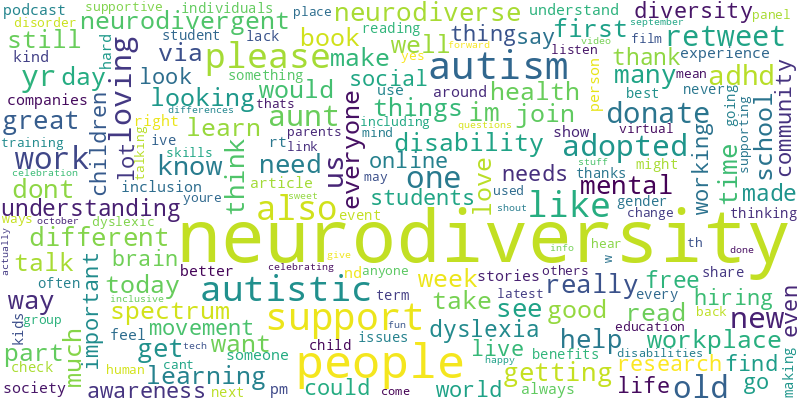 podcast supportive individuals neurodiverse understand place diversity september panel
disorder neurodivergent student lack book reading thing say first film retweet
still hard via loving something well listen video forward
kind look thats please make yes autism person thank experience
yr day looking would social around many mean never adhd
companies differences things use health im join best going
great children right aunt including disability show donate virtual supporting community
training ive learn rt link parents mind
work lot talking skills everyone us may online adopted working time school
celebration know think need one needs thanks might stuff
dont inclusion youre article students love used mental made
understanding ways october dyslexic sweet also event like gender change thinking
actually different brain neurodiversity th done
talk important often today better celebrating nd anyone hear w info share
way inclusive autistic give week stories others really every free
kids spectrum term latest take see good read hiring new even
group movement feel support fun dyslexia education back
part much get want someone issues people live help workplace
check tech child happy benefits disabilities research find
society human learning cant getting life old go making
awareness next pm could come always world
questions shout